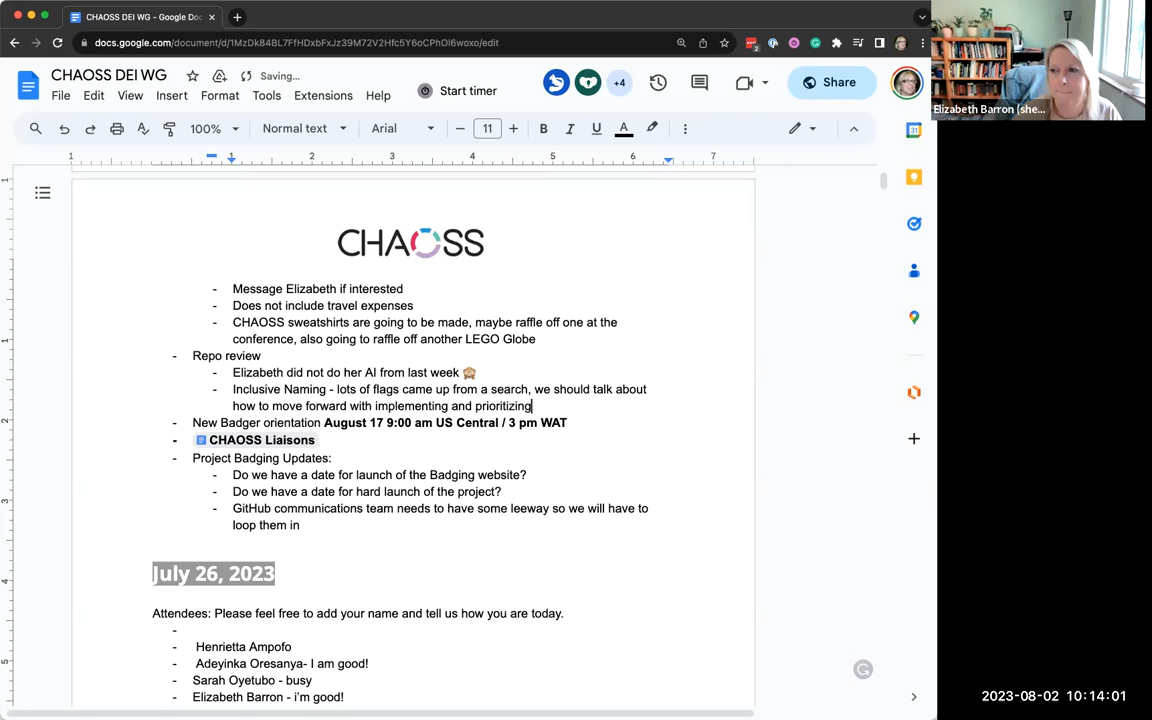 CHAOSS DEI WG - Google Doc
docs.google.com/document/d/1MzDk84BL7FfHDxbFxJz39M72V2Hfc5Y6oCPhOl6woxo/edit
CHAOSS DEI WG
Saving...
File Edit View Insert Format Tools Extensions Help
Start timer
+4
Share
100%
Normal text
Arial
11
Elizabeth Barron (she...
1 1 2 3 4 5 6 7
CHAOSS
- Message Elizabeth if interested
- Does not include travel expenses
- CHAOSS sweatshirts are going to be made, maybe raffle off one at the
conference, also going to raffle off another LEGO Globe
- Repo review
- Elizabeth did not do her AI from last week 🙈
- Inclusive Naming - lots of flags came up from a search, we should talk about
how to move forward with implementing and prioritizing
- New Badger orientation August 17 9:00 am US Central / 3 pm WAT
- CHAOSS Liaisons
- Project Badging Updates:
- Do we have a date for launch of the Badging website?
- Do we have a date for hard launch of the project?
- GitHub communications team needs to have some leeway so we will have to
loop them in
July 26, 2023
Attendees: Please feel free to add your name and tell us how you are today.
-
- Henrietta Ampofo
- Adeyinka Oresanya- I am good!
- Sarah Oyetubo - busy
- Elizabeth Barron - i'm good!
2023-08-02 10:14:01